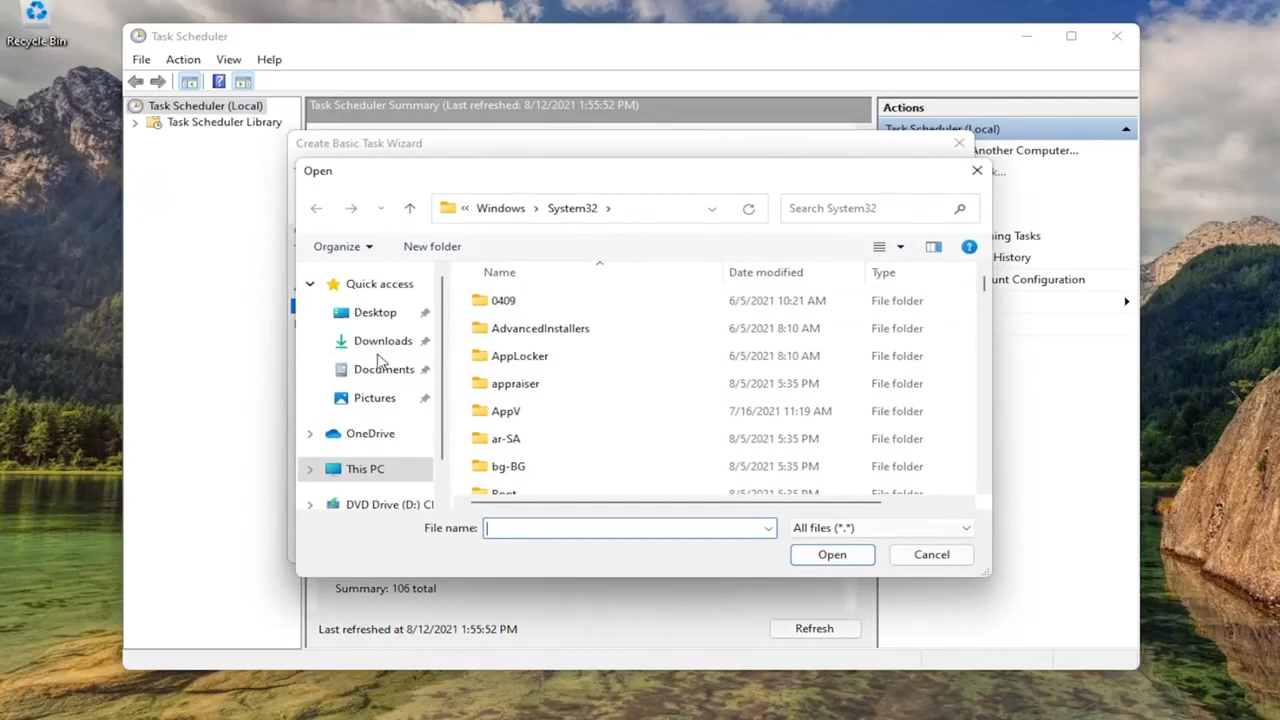 Recycle Bin
Task Scheduler
File Action View Help
Task Scheduler (Local)
Task Scheduler Library
Task Scheduler Summary (Last refreshed: 8/12/2021 1:55:52 PM)
Actions
Task Scheduler (Local)
Another Computer...
ning Tasks
History
unt Configuration
Create Basic Task Wizard
Open
« Windows > System32 >
Search System32
Organize New folder
Quick access
Desktop
Downloads
Documents
Pictures
OneDrive
This PC
DVD Drive (D:) C
Name Date modified Type
0409 6/5/2021 10:21 AM File folder
AdvancedInstallers 6/5/2021 8:10 AM File folder
AppLocker 6/5/2021 8:10 AM File folder
appraiser 8/5/2021 5:35 PM File folder
AppV 7/16/2021 11:19 AM File folder
ar-SA 8/5/2021 5:35 PM File folder
bg-BG 8/5/2021 5:35 PM File folder
Boot 8/5/2021 5:35 PM File folder
File name: All files (*.*)
Open Cancel
Summary: 106 total
Last refreshed at 8/12/2021 1:55:52 PM
Refresh